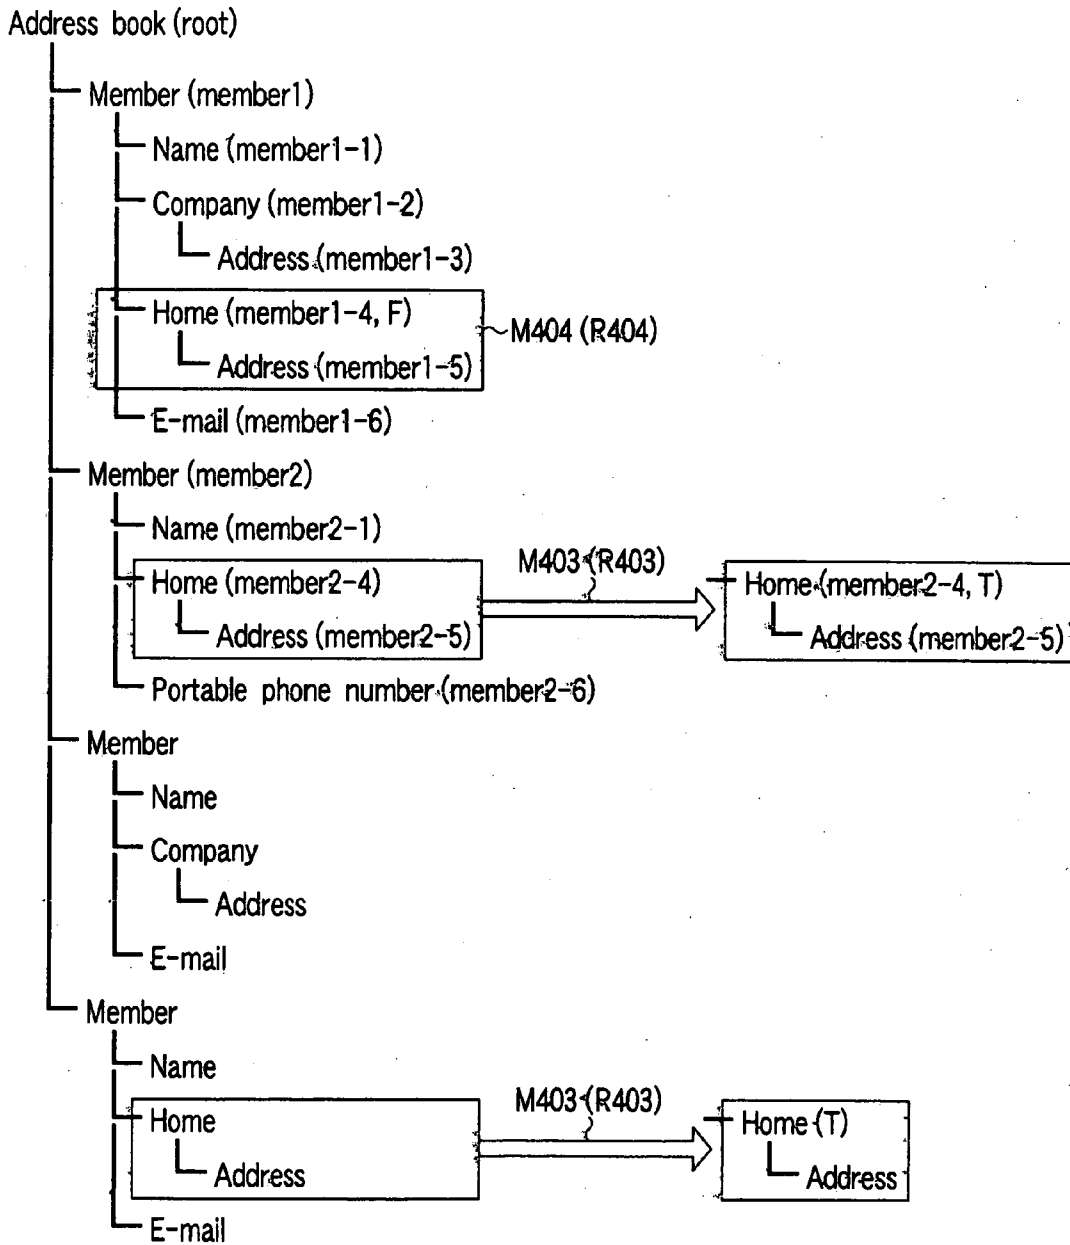 Address book (root)
Member (member1)
Name (member1-1)
Company (member1-2)
Address (member1-3)
Home (member1-4, F)
M404 (R404)
Address (member1-5)
E-mail (member1-6)
Member (member2)
Name (member2-1)
M403 (R403)
Home (member2-4)
Home (member2-4, T)
Address (member2-5)
Address (member2-5)
Portable phone number (member2-6)
Member
Name
Company
Address
E-mail
Member
Name
M403 (R403)
Home
Home (T)
Address
Address
E-mail